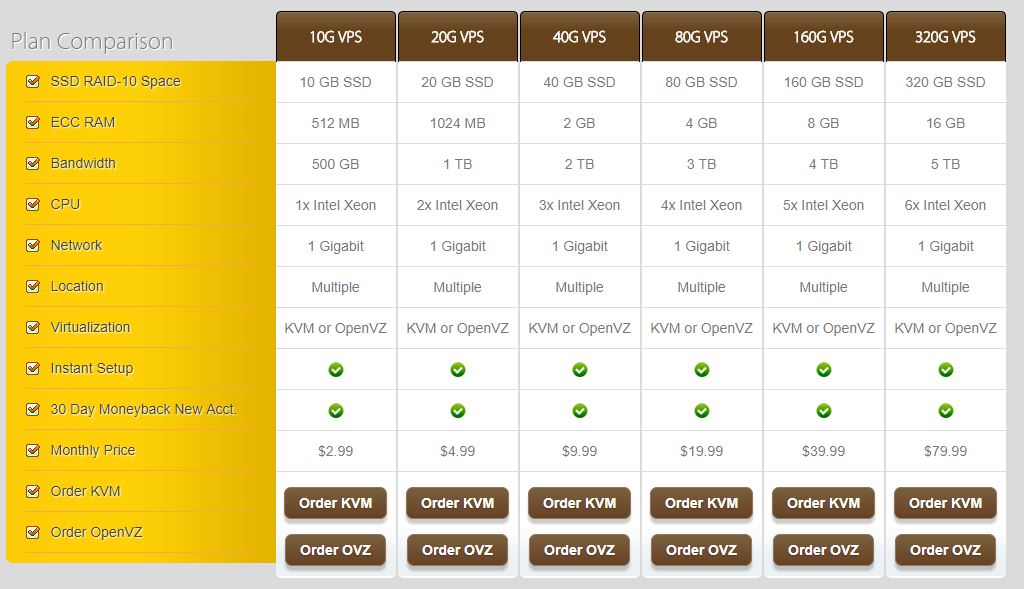 Plan Comparison 10G VPS 20G VPS 40G VPS 80G VPS 160G VPS 320G VPS
SSD RAID-10 Space 10 GB SSD 20 GB SSD 40 GB SSD 80 GB SSD 160 GB SSD 320 GB SSD
ECC RAM 512 MB 1024 MB 2 GB 4 GB 8 GB 16 GB
Bandwidth 500 GB 1 TB 2 TB 3 TB 4 TB 5 TB
CPU 1x Intel Xeon 2x Intel Xeon 3x Intel Xeon 4x Intel Xeon 5x Intel Xeon 6x Intel Xeon
Network 1 Gigabit 1 Gigabit 1 Gigabit 1 Gigabit 1 Gigabit 1 Gigabit
Location Multiple Multiple Multiple Multiple Multiple Multiple
Virtualization KVM or OpenVZ KVM or OpenVZ KVM or OpenVZ KVM or OpenVZ KVM or OpenVZ KVM or OpenVZ
Instant Setup
30 Day Moneyback New Acct.
Monthly Price $2.99 $4.99 $9.99 $19.99 $39.99 $79.99
Order KVM Order KVM Order KVM Order KVM Order KVM Order KVM Order KVM
Order OpenVZ Order OVZ Order OVZ Order OVZ Order OVZ Order OVZ Order OVZ